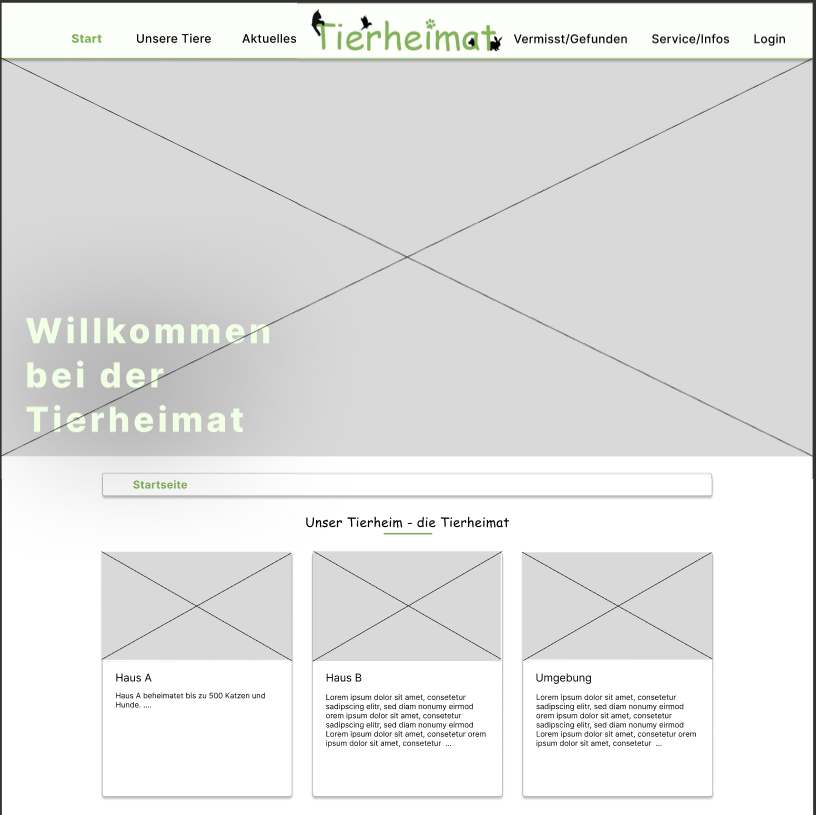 Start Unsere Tiere Aktuelles Tierheimat Vermisst/Gefunden Service/Infos Login
Willkommen
bei der
Tierheimat
Startseite
Unser Tierheim - die Tierheimat
Haus A
Haus A beheimatet bis zu 500 Katzen und
Hunde. ....
Haus B
Lorem ipsum dolor sit amet, consetetur
sadipscing elitr, sed diam nonumy eirmod
orem ipsum dolor sit amet, consetetur
sadipscing elitr, sed diam nonumy eirmod
Lorem ipsum dolor sit amet, consetetur orem
ipsum dolor sit amet, consetetur ...
Umgebung
Lorem ipsum dolor sit amet, consetetur
sadipscing elitr, sed diam nonumy eirmod
orem ipsum dolor sit amet, consetetur
sadipscing elitr, sed diam nonumy eirmod
Lorem ipsum dolor sit amet, consetetur orem
ipsum dolor sit amet, consetetur ...